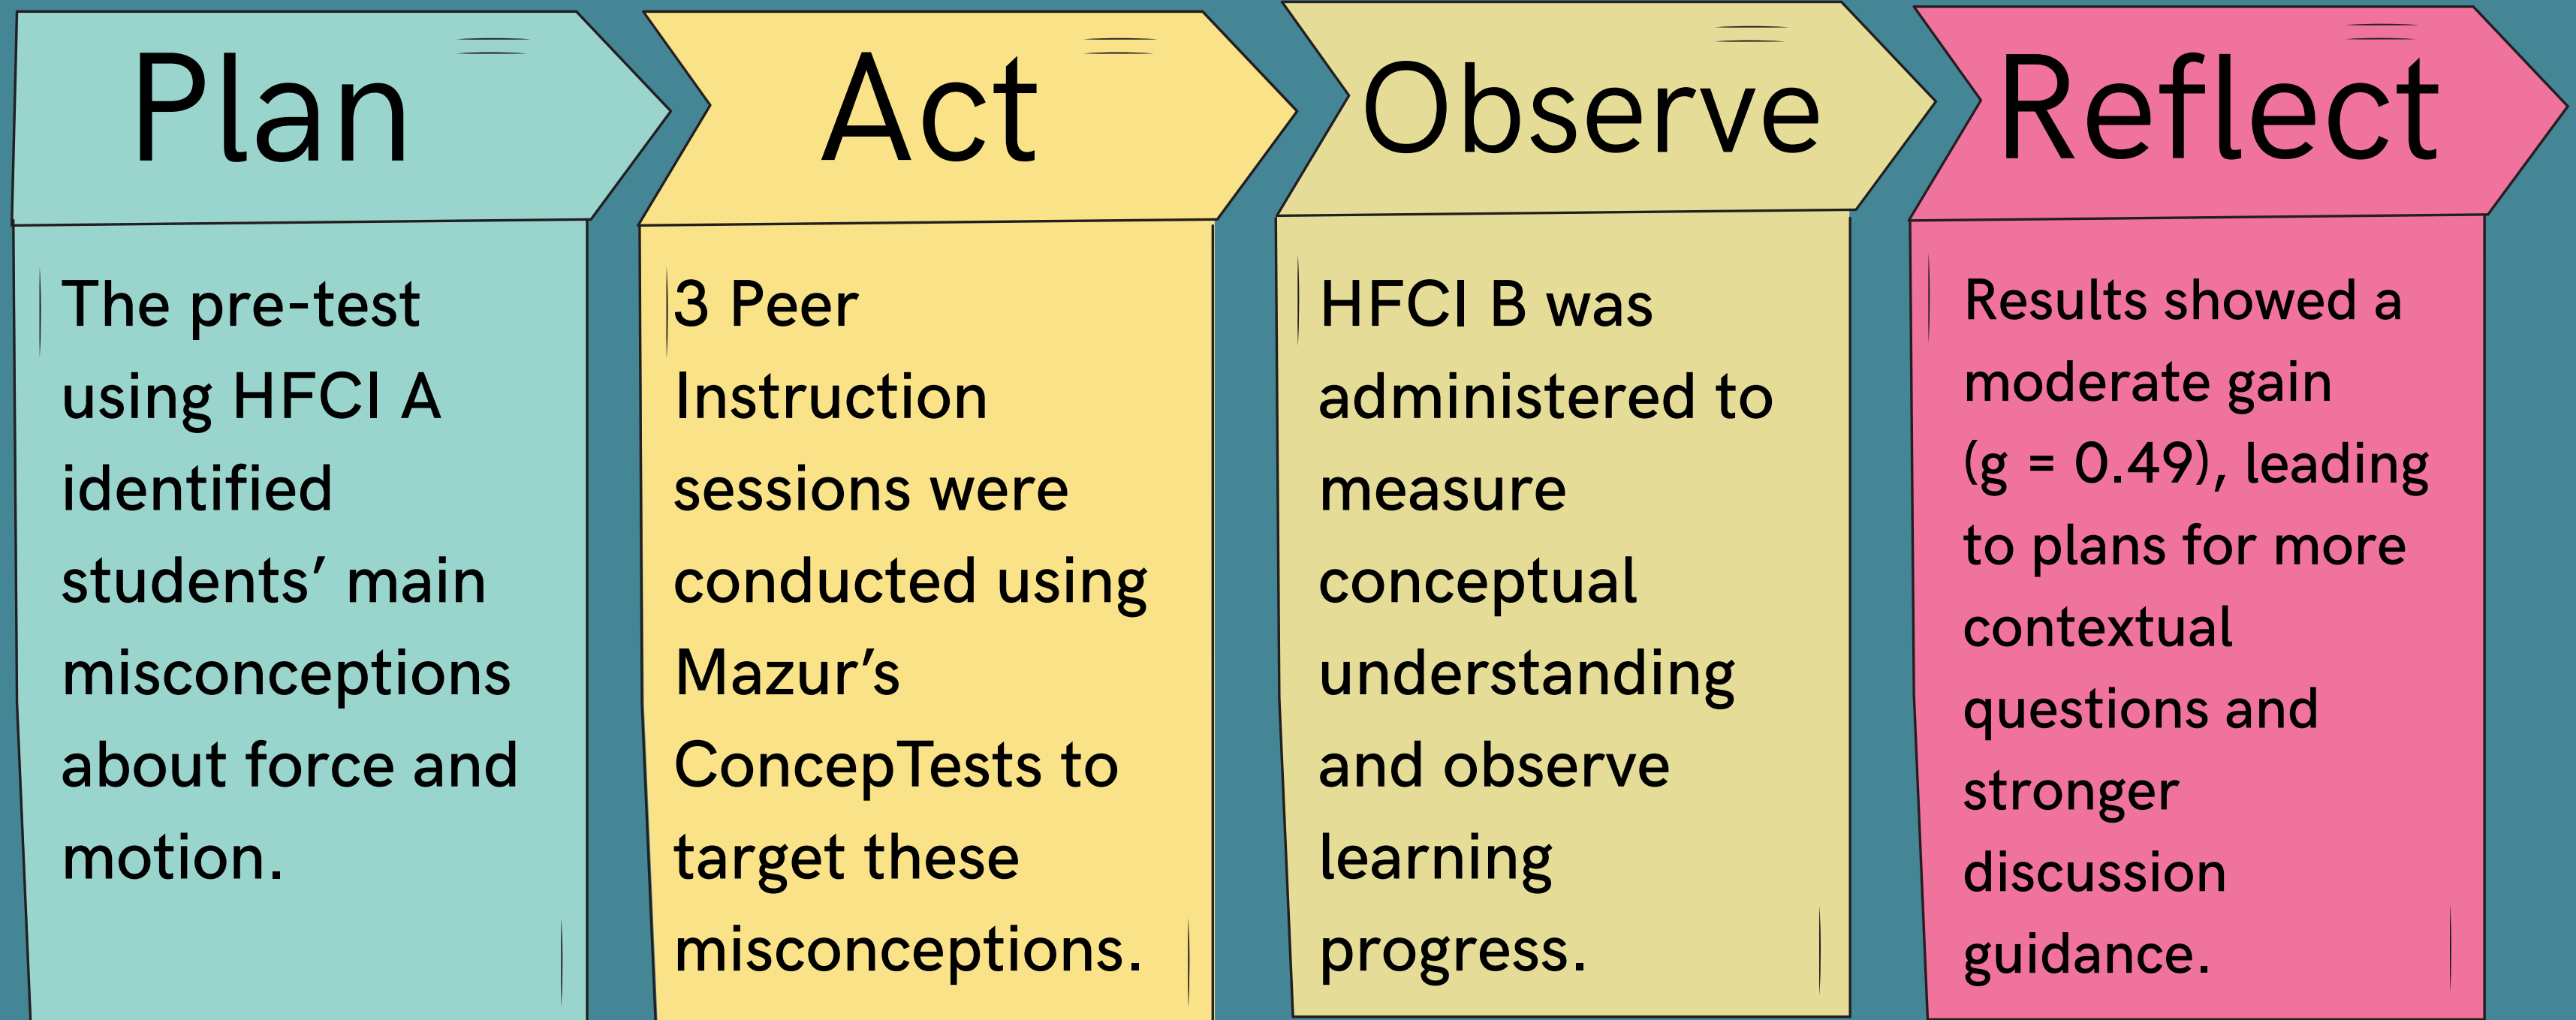 Plan
The pre-test
using HFCI A
identified
students’ main
misconceptions
about force and
motion.
Act
3 Peer
Instruction
sessions were
conducted using
Mazur’s
ConcepTests to
target these
misconceptions.
Observe
HFCI B was
administered to
measure
conceptual
understanding
and observe
learning
progress.
Reflect
Results showed a
moderate gain
(g = 0.49), leading
to plans for more
contextual
questions and
stronger
discussion
guidance.